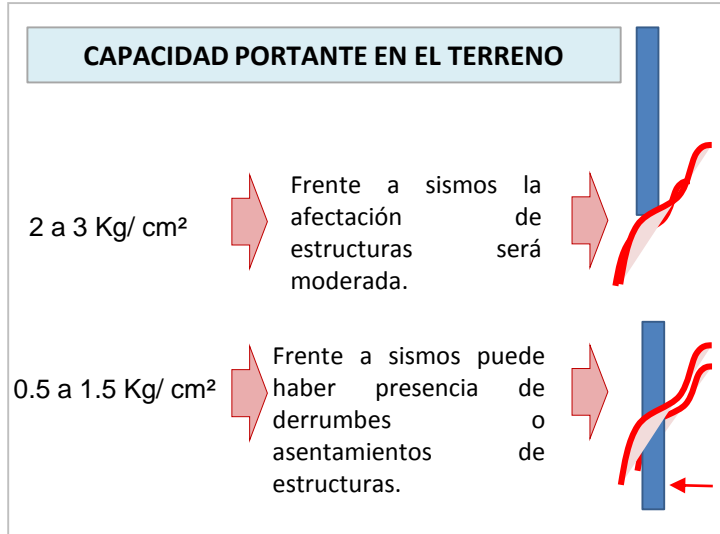 CAPACIDAD PORTANTE EN EL TERRENO
2 a 3 Kg/ cm²
Frente a sismos la
afectación de
estructuras será
moderada.
0.5 a 1.5 Kg/ cm²
Frente a sismos puede
haber presencia de
derrumbes o
asentamientos de
estructuras.